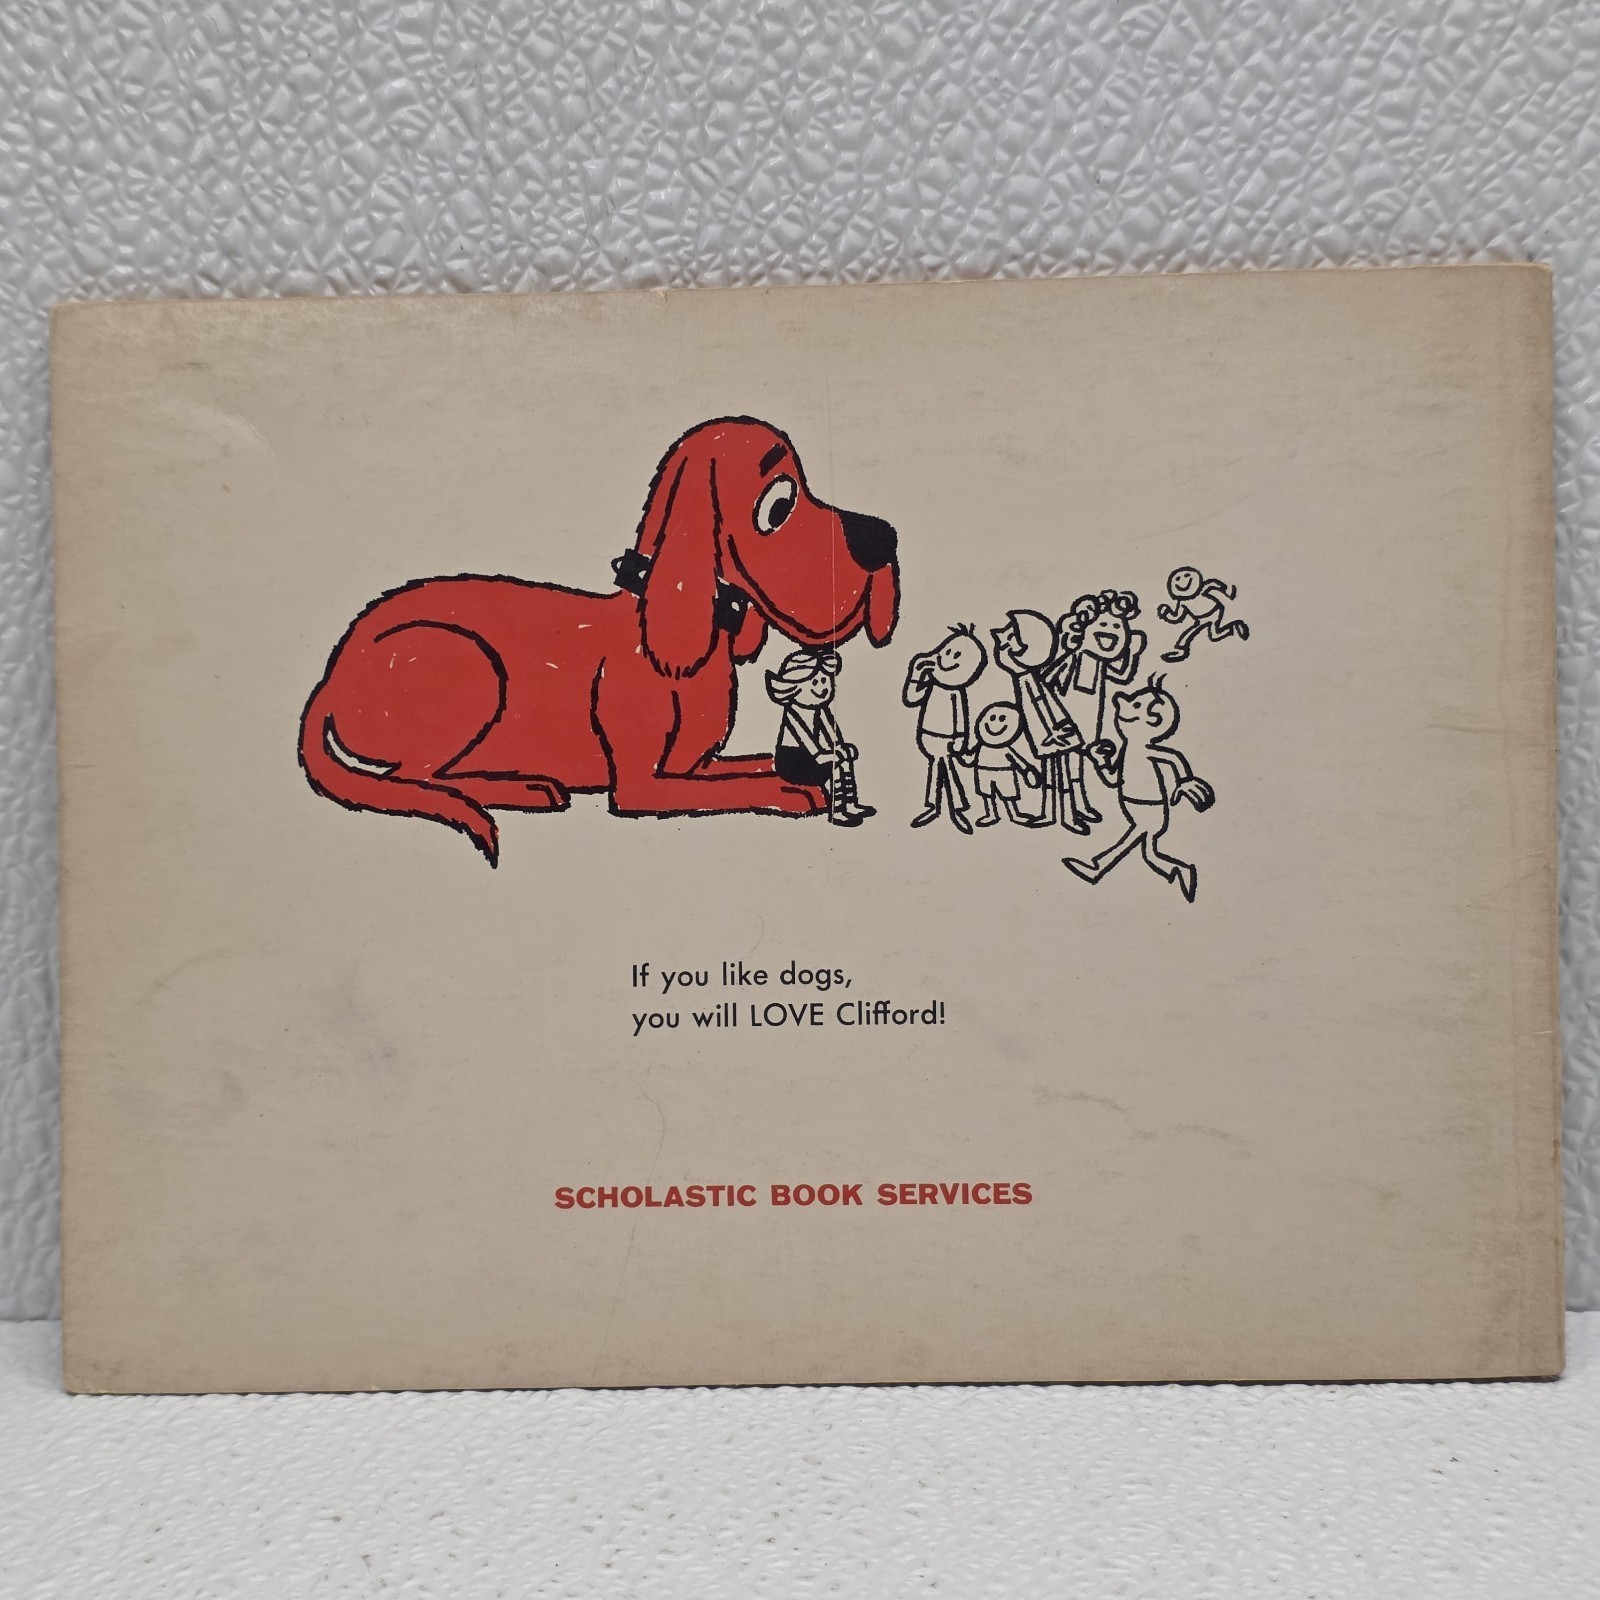 If you like dogs,
you will LOVE Clifford!
SCHOLASTIC BOOK SERVICES